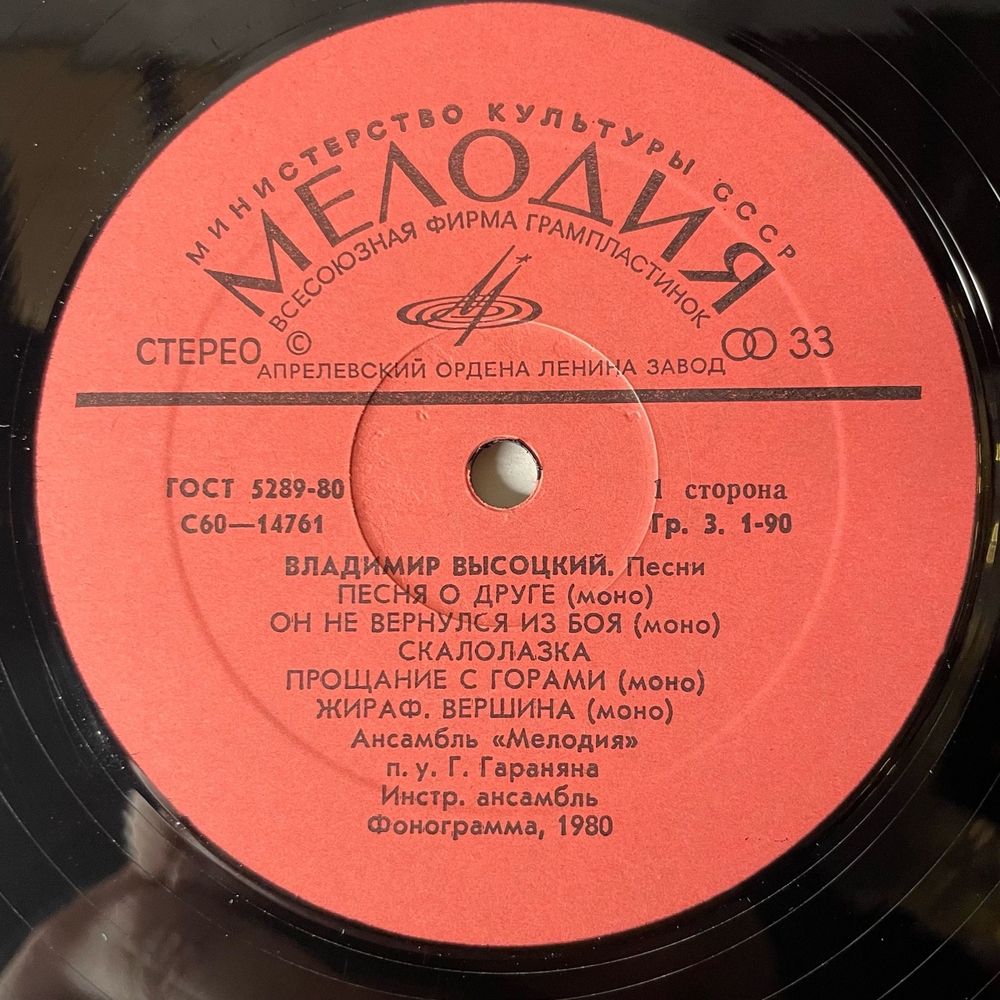 МИНИСТЕРСТВО КУЛЬТУРЫ СССР
МЕЛОДИЯ
ВСЕСОЮЗНАЯ ФИРМА ГРАМПЛАСТИНОК
СТЕРЕО © 33
АПРЕЛЕВСКИЙ ОРДЕНА ЛЕНИНА ЗАВОД
ГОСТ 5289-80 1 сторона
С60—14761 Гр. 3. 1-90
ВЛАДИМИР ВЫСОЦКИЙ. Песни
ПЕСНЯ О ДРУГЕ (моно)
ОН НЕ ВЕРНУЛСЯ ИЗ БОЯ (моно)
СКАЛОЛАЗКА
ПРОЩАНИЕ С ГОРАМИ (моно)
ЖИРАФ. ВЕРШИНА (моно)
Ансамбль «Мелодия»
п. у. Г. Гараняна
Инстр. ансамбль
Фонограмма, 1980